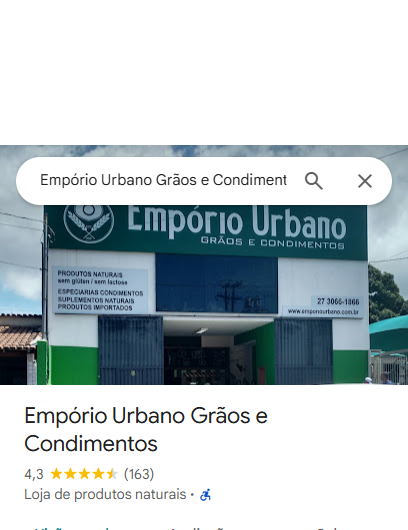 Empório Urbano Grãos e Condiment
Empório Urbano
GRÃOS E CONDIMENTOS
PRODUTOS NATURAIS
sem glúten / sem lactose
ESPECIARIAS CONDIMENTOS
SUPLEMENTOS NATURAIS
PRODUTOS IMPORTADOS
27 3066-1866
www.emporiourbano.com.br
Empório Urbano Grãos e
Condimentos
4,3 (163)
Loja de produtos naturais •